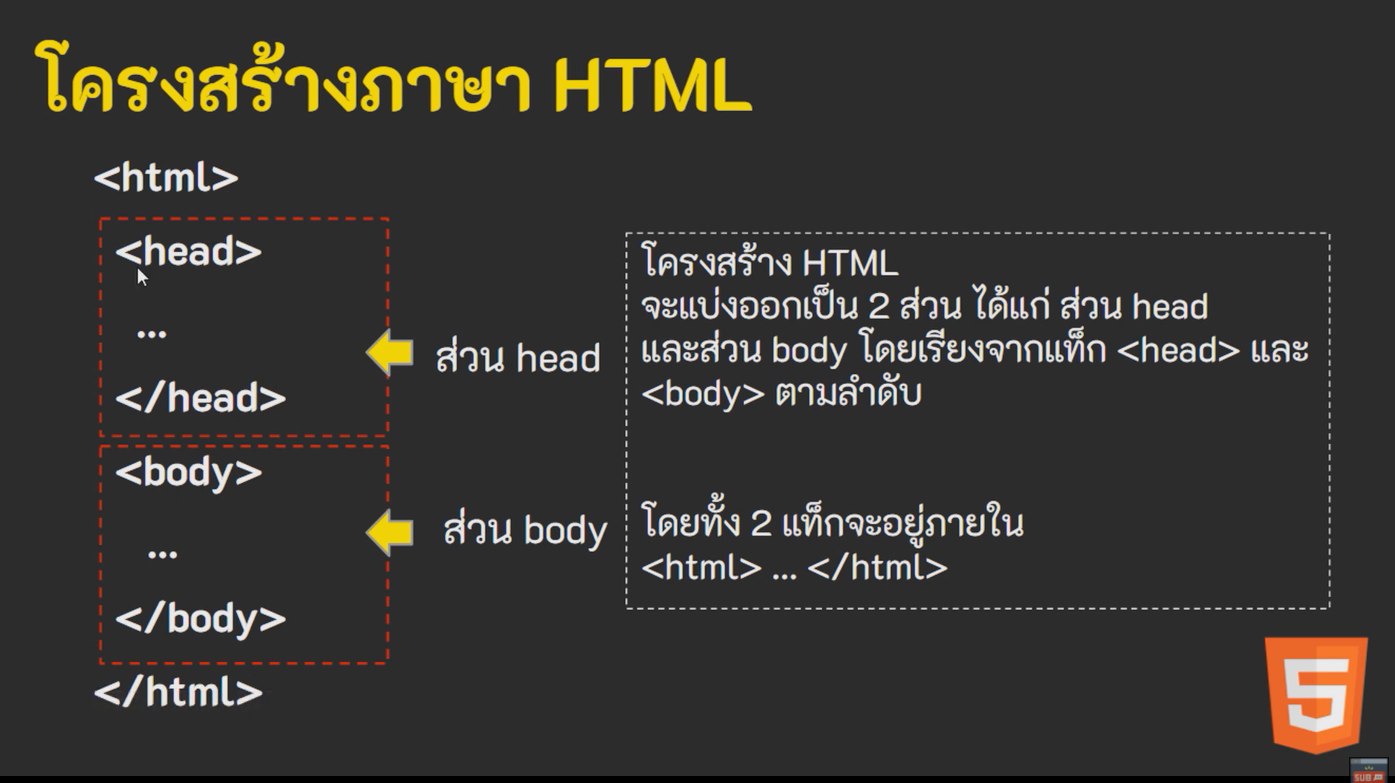 โครงสร้างภาษา HTML
<html>
<head>
...
</head>
ส่วน head
<body>
...
</body>
ส่วน body
</html>
โครงสร้าง HTML
จะแบ่งออกเป็น 2 ส่วน ได้แก่ ส่วน head
และส่วน body โดยเรียงจากแท็ก <head> และ
<body> ตามลำดับ
โดยทั้ง 2 แท็กจะอยู่ภายใน
<html> ... </html>
5
SUB